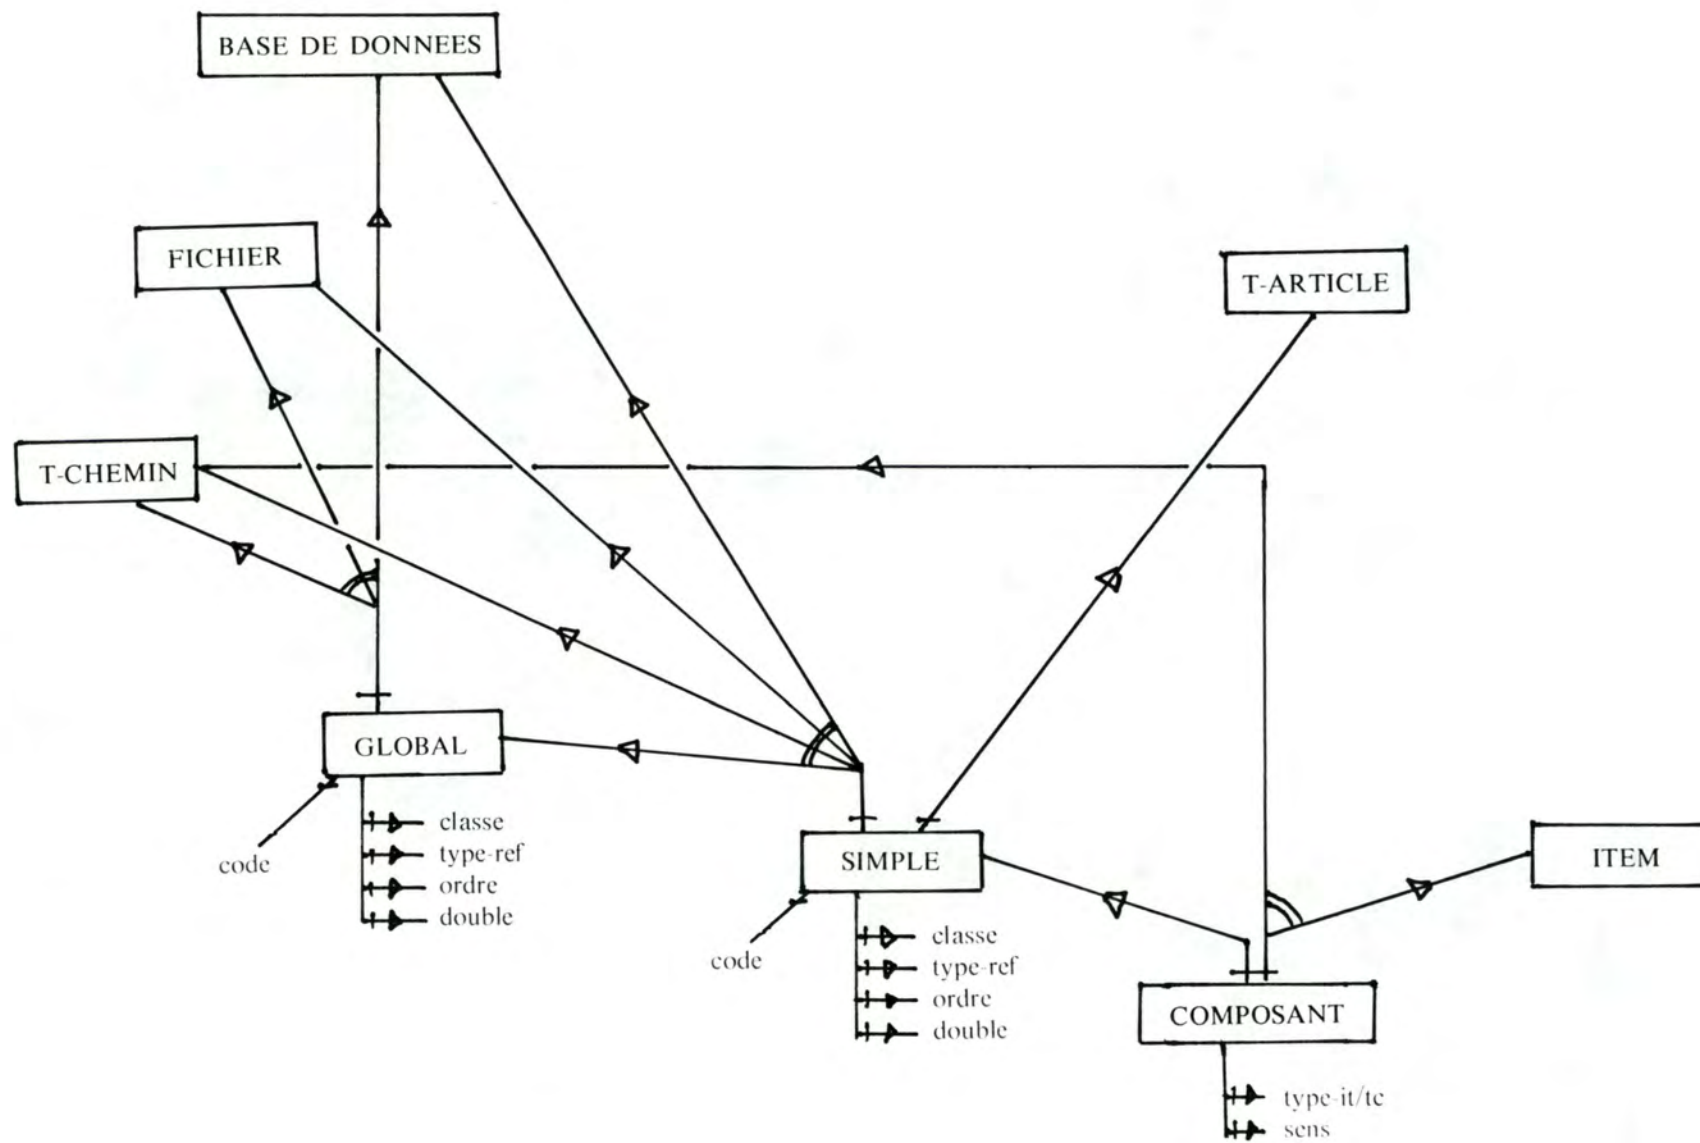 BASE DE DONNEES
FICHIER
T-ARTICLE
T-CHEMIN
GLOBAL
classe
type-ref
ordre
double
code
SIMPLE
ITEM
classe
type-ref
ordre
double
code
COMPOSANT
type-it/tc
sens